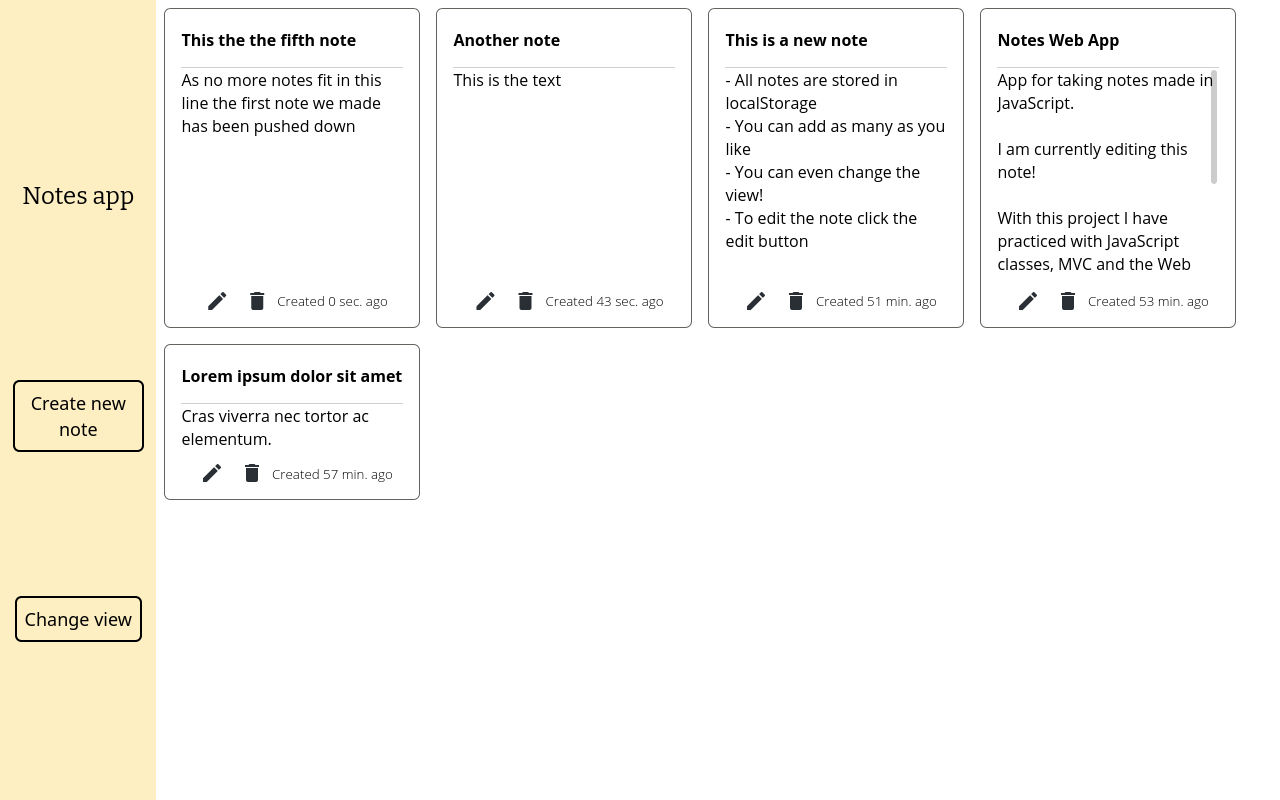 Notes app
Create new
note
Change view
This the the fifth note
As no more notes fit in this
line the first note we made
has been pushed down
Created 0 sec. ago
Another note
This is the text
Created 43 sec. ago
This is a new note
- All notes are stored in
localStorage
- You can add as many as you
like
- You can even change the
view!
- To edit the note click the
edit button
Created 51 min. ago
Notes Web App
App for taking notes made in
JavaScript.
I am currently editing this
note!
With this project I have
practiced with JavaScript
classes, MVC and the Web
Created 53 min. ago
Lorem ipsum dolor sit amet
Cras viverra nec tortor ac
elementum.
Created 57 min. ago